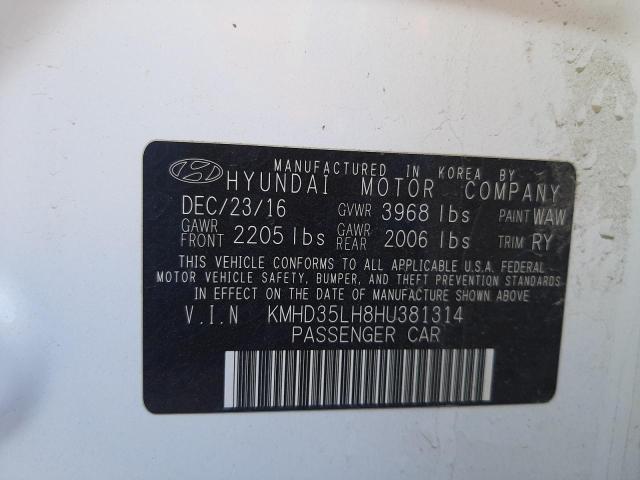 MANUFACTURED IN KOREA BY
HYUNDAI MOTOR COMPANY
DEC/23/16 GVWR 3968 lbs PAINT WAW
GAWR FRONT 2205 lbs GAWR REAR 2006 lbs TRIM RY
THIS VEHICLE CONFORMS TO ALL APPLICABLE U.S.A. FEDERAL
MOTOR VEHICLE SAFETY, BUMPER, AND THEFT PREVENTION STANDARDS
IN EFFECT ON THE DATE OF MANUFACTURE SHOWN ABOVE.
V.I.N KMHD35LH8HU381314
PASSENGER CAR